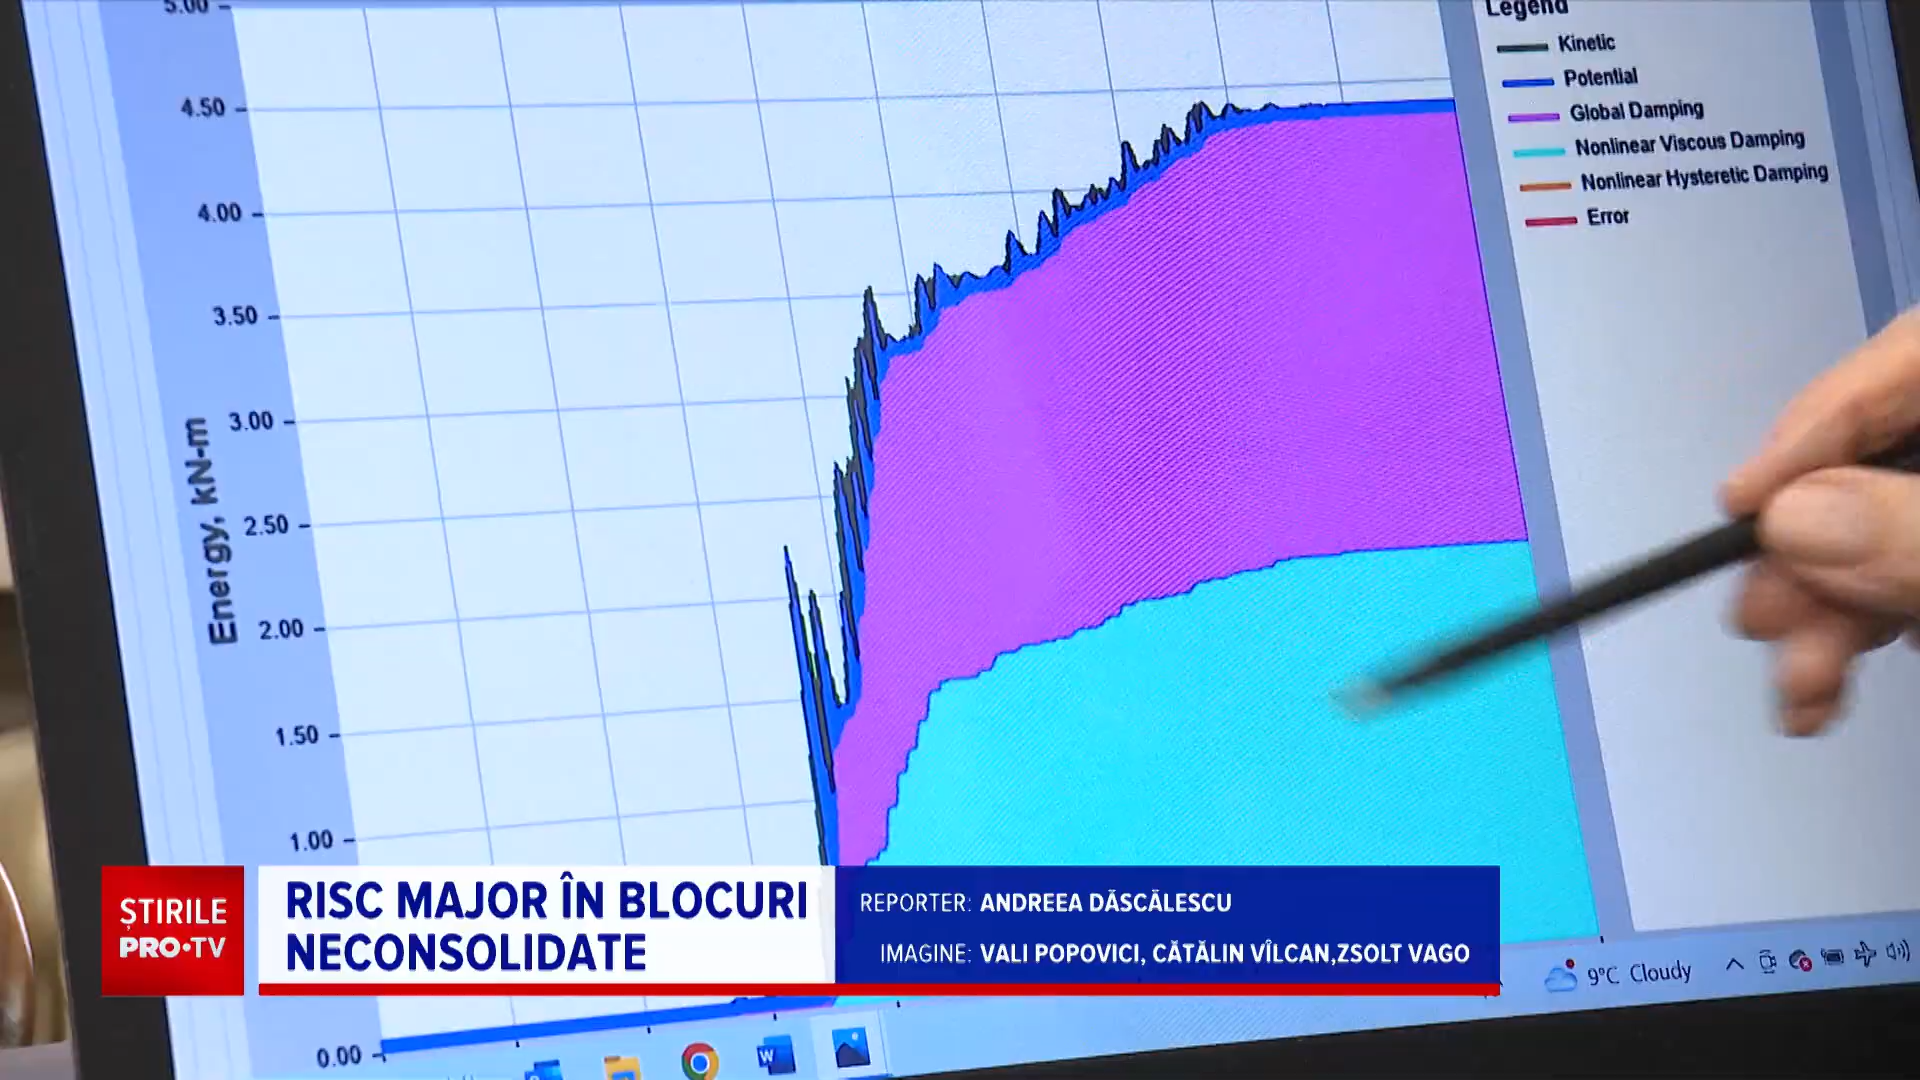 5.00
Legend
Kinetic
Potential
Global Damping
Nonlinear Viscous Damping
Nonlinear Hysteretic Damping
Error
4.50
4.00
3.50
3.00
2.50
2.00
1.50
1.00
0.00
Energy, kN-m
ȘTIRILE
PRO•TV
RISC MAJOR ÎN BLOCURI
NECONSOLIDATE
REPORTER: ANDREEA DĂSCĂLESCU
IMAGINE: VALI POPOVICI, CĂTĂLIN VÎLCAN,ZSOLT VAGO
9°C Cloudy
W